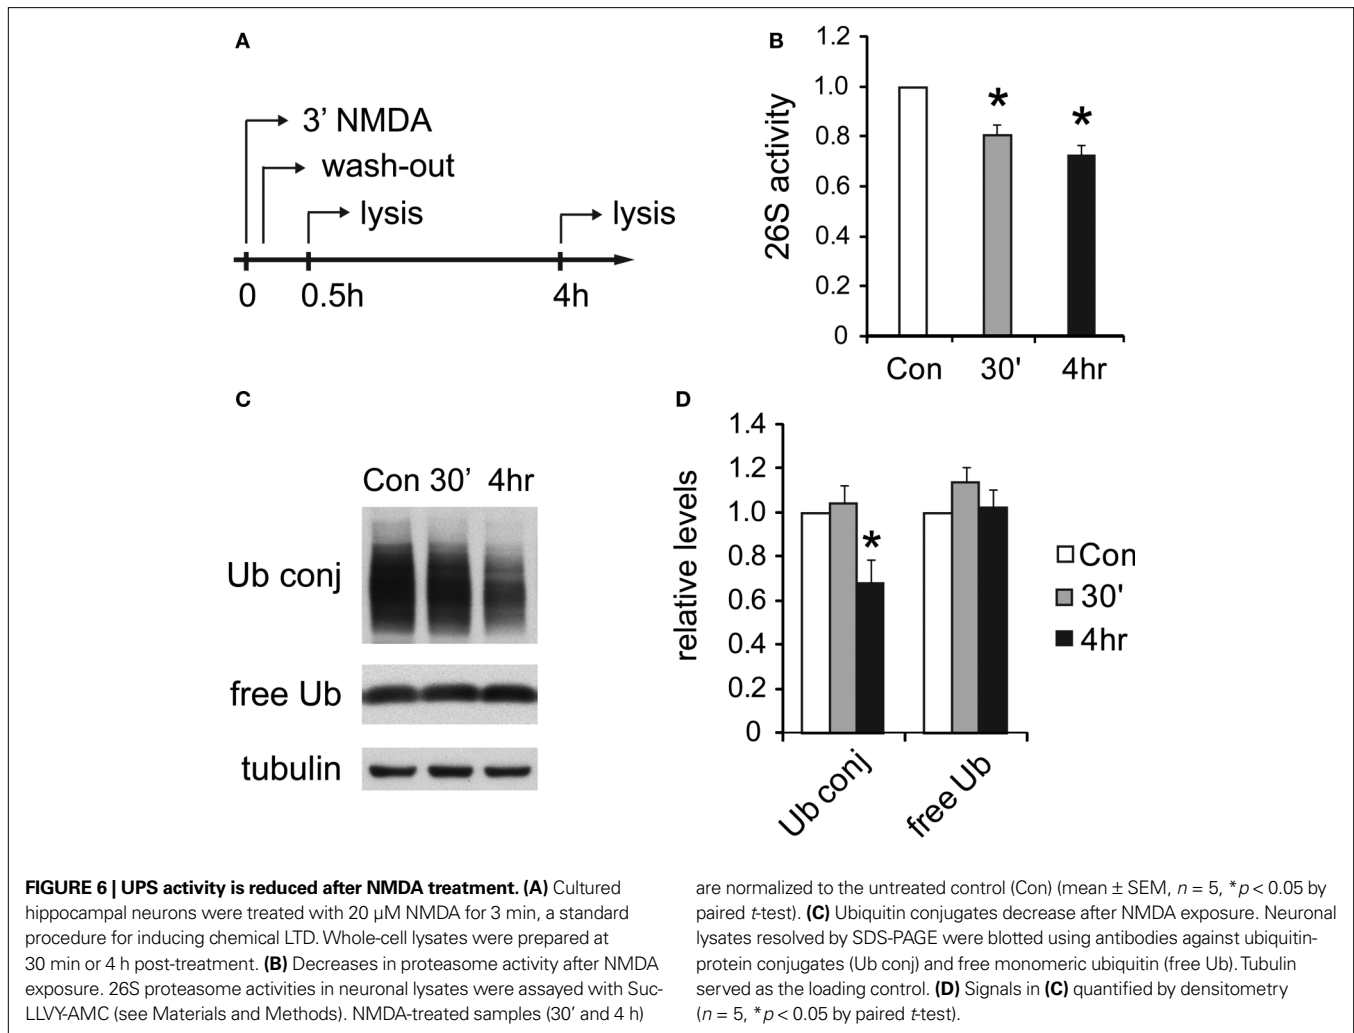 A
3’ NMDA
wash-out
lysis
lysis
0
0.5h
4h
B
26S activity
1.2
1.0
0.8
0.6
0.4
0.2
0
*
*
Con
30'
4hr
C
Con 30’ 4hr
Ub conj
free Ub
tubulin
D
relative levels
1.4
1.2
1.0
0.8
0.6
0.4
0.2
0
*
Ub conj
free Ub
Con
30'
4hr
FIGURE 6 | UPS activity is reduced after NMDA treatment. (A) Cultured
hippocampal neurons were treated with 20 μM NMDA for 3 min, a standard
procedure for inducing chemical LTD. Whole-cell lysates were prepared at
30 min or 4 h post-treatment. (B) Decreases in proteasome activity after NMDA
exposure. 26S proteasome activities in neuronal lysates were assayed with Suc-
LLVY-AMC (see Materials and Methods). NMDA-treated samples (30′ and 4 h)
are normalized to the untreated control (Con) (mean ± SEM, n = 5, *p < 0.05 by
paired t-test). (C) Ubiquitin conjugates decrease after NMDA exposure. Neuronal
lysates resolved by SDS-PAGE were blotted using antibodies against ubiquitin-
protein conjugates (Ub conj) and free monomeric ubiquitin (free Ub). Tubulin
served as the loading control. (D) Signals in (C) quantified by densitometry
(n = 5, *p < 0.05 by paired t-test).